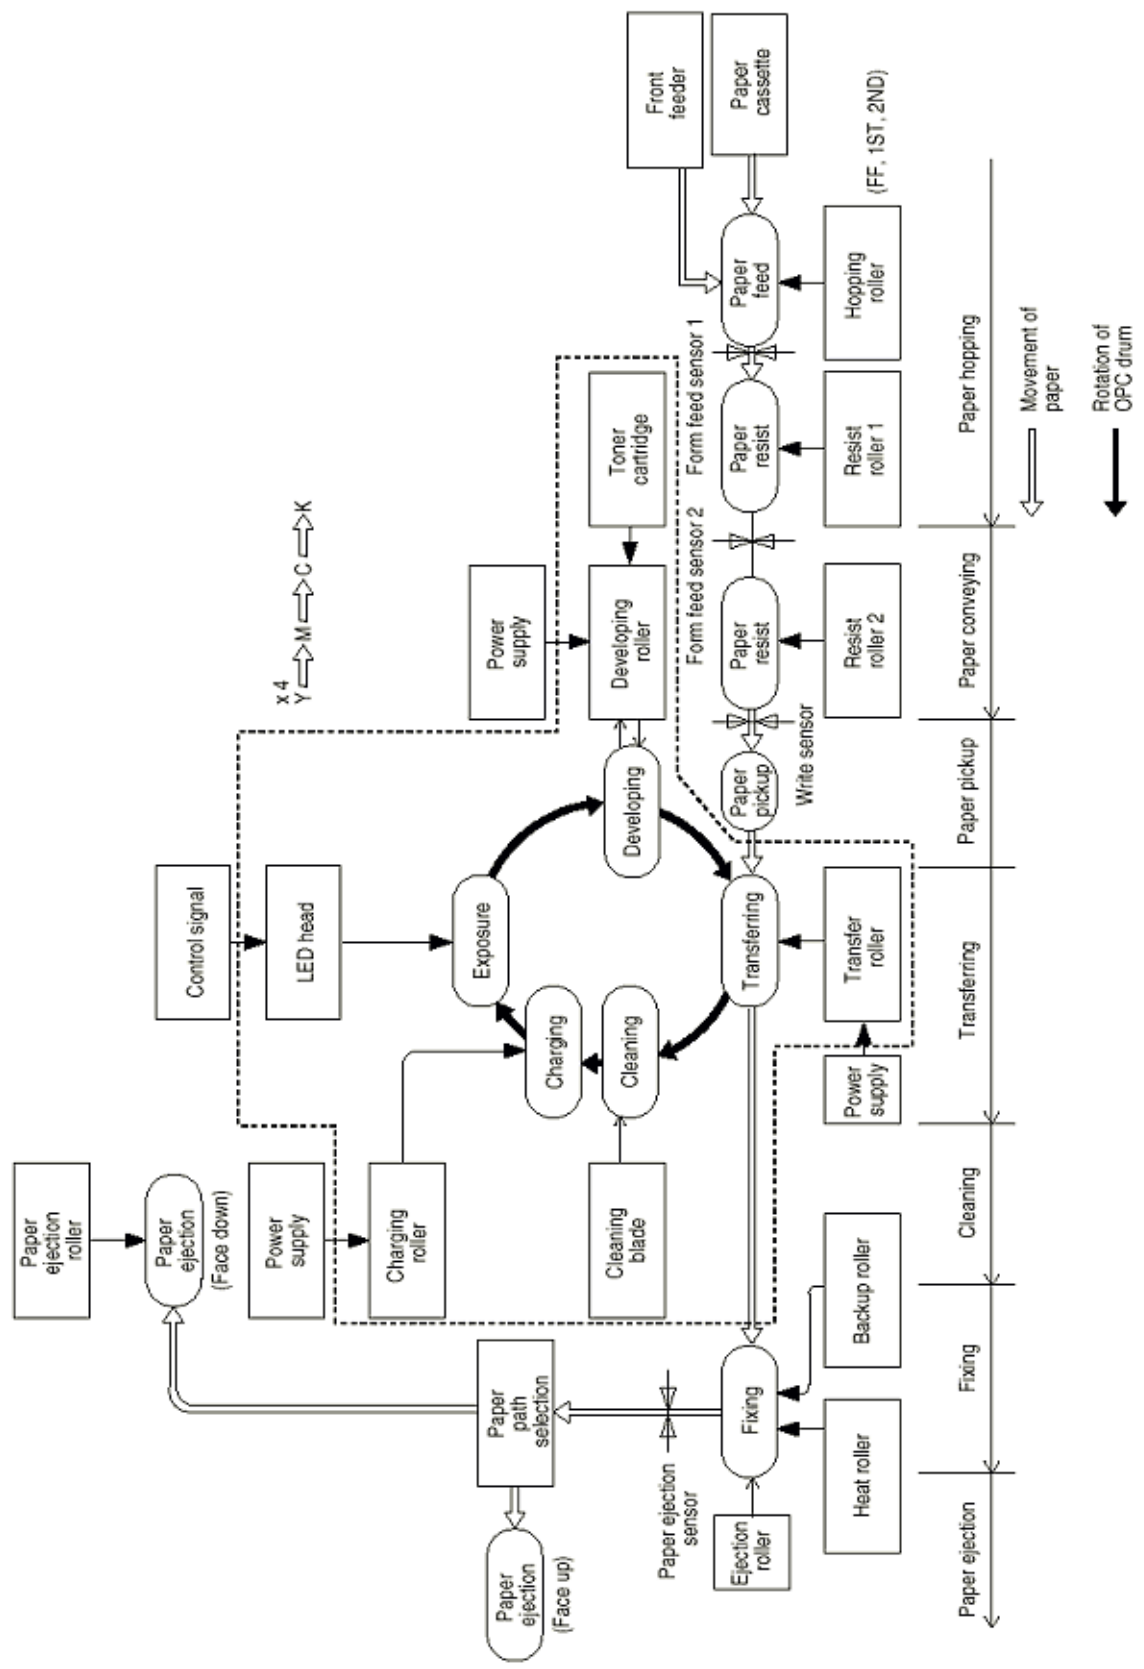 Paper
ejection
roller
Paper
ejection
(Face down)
Power
supply
Charging
roller
Control signal
LED head
x 4
Y
M
C
K
Power
supply
Toner
cartridge
Developing
roller
Exposure
Charging
Cleaning
Developing
Cleaning
blade
Paper
path
selection
Paper
ejection
(Face up)
Front
feeder
Paper
cassette
Paper ejection
sensor
Form feed sensor 2
Form feed sensor 1
Ejection
roller
Fixing
Transferring
Paper
pickup
Paper
resist
Paper
resist
Paper
feed
Write sensor
Heat roller
Backup roller
Power
supply
Transfer
roller
Resist
roller 2
Resist
roller 1
Hopping
roller
(FF, 1ST, 2ND)
Paper ejection
Fixing
Cleaning
Transferring
Paper pickup
Paper conveying
Paper hopping
Movement of
paper
Rotation of
OPC drum